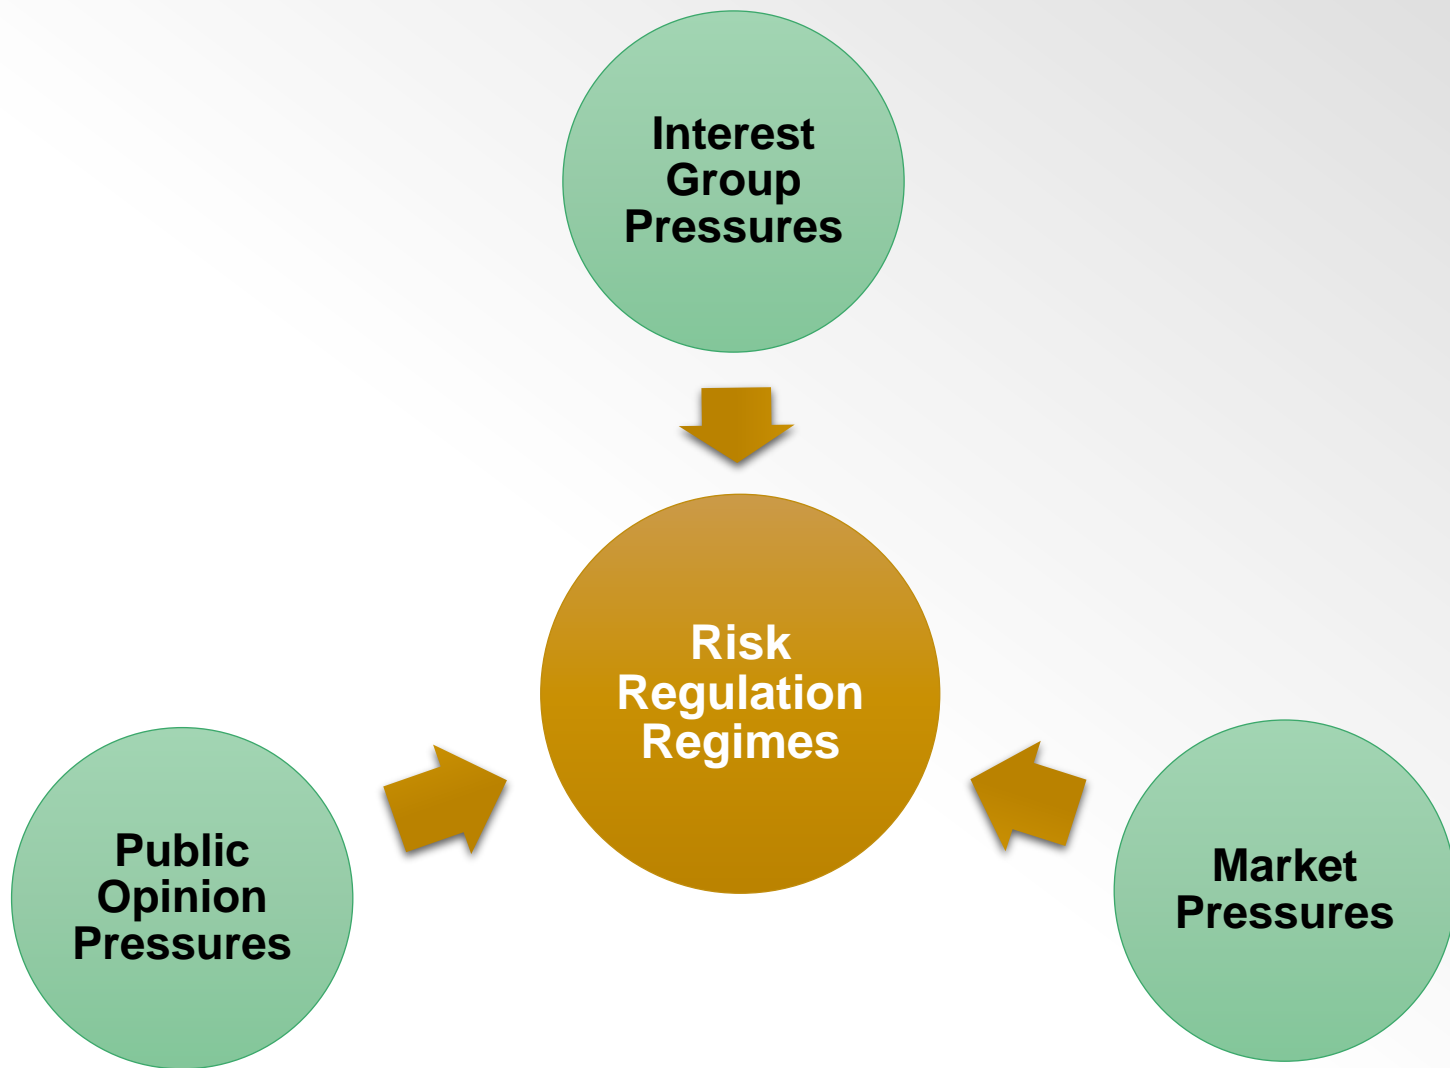 Interest
Group
Pressures
Risk
Regulation
Regimes
Public
Opinion
Pressures
Market
Pressures